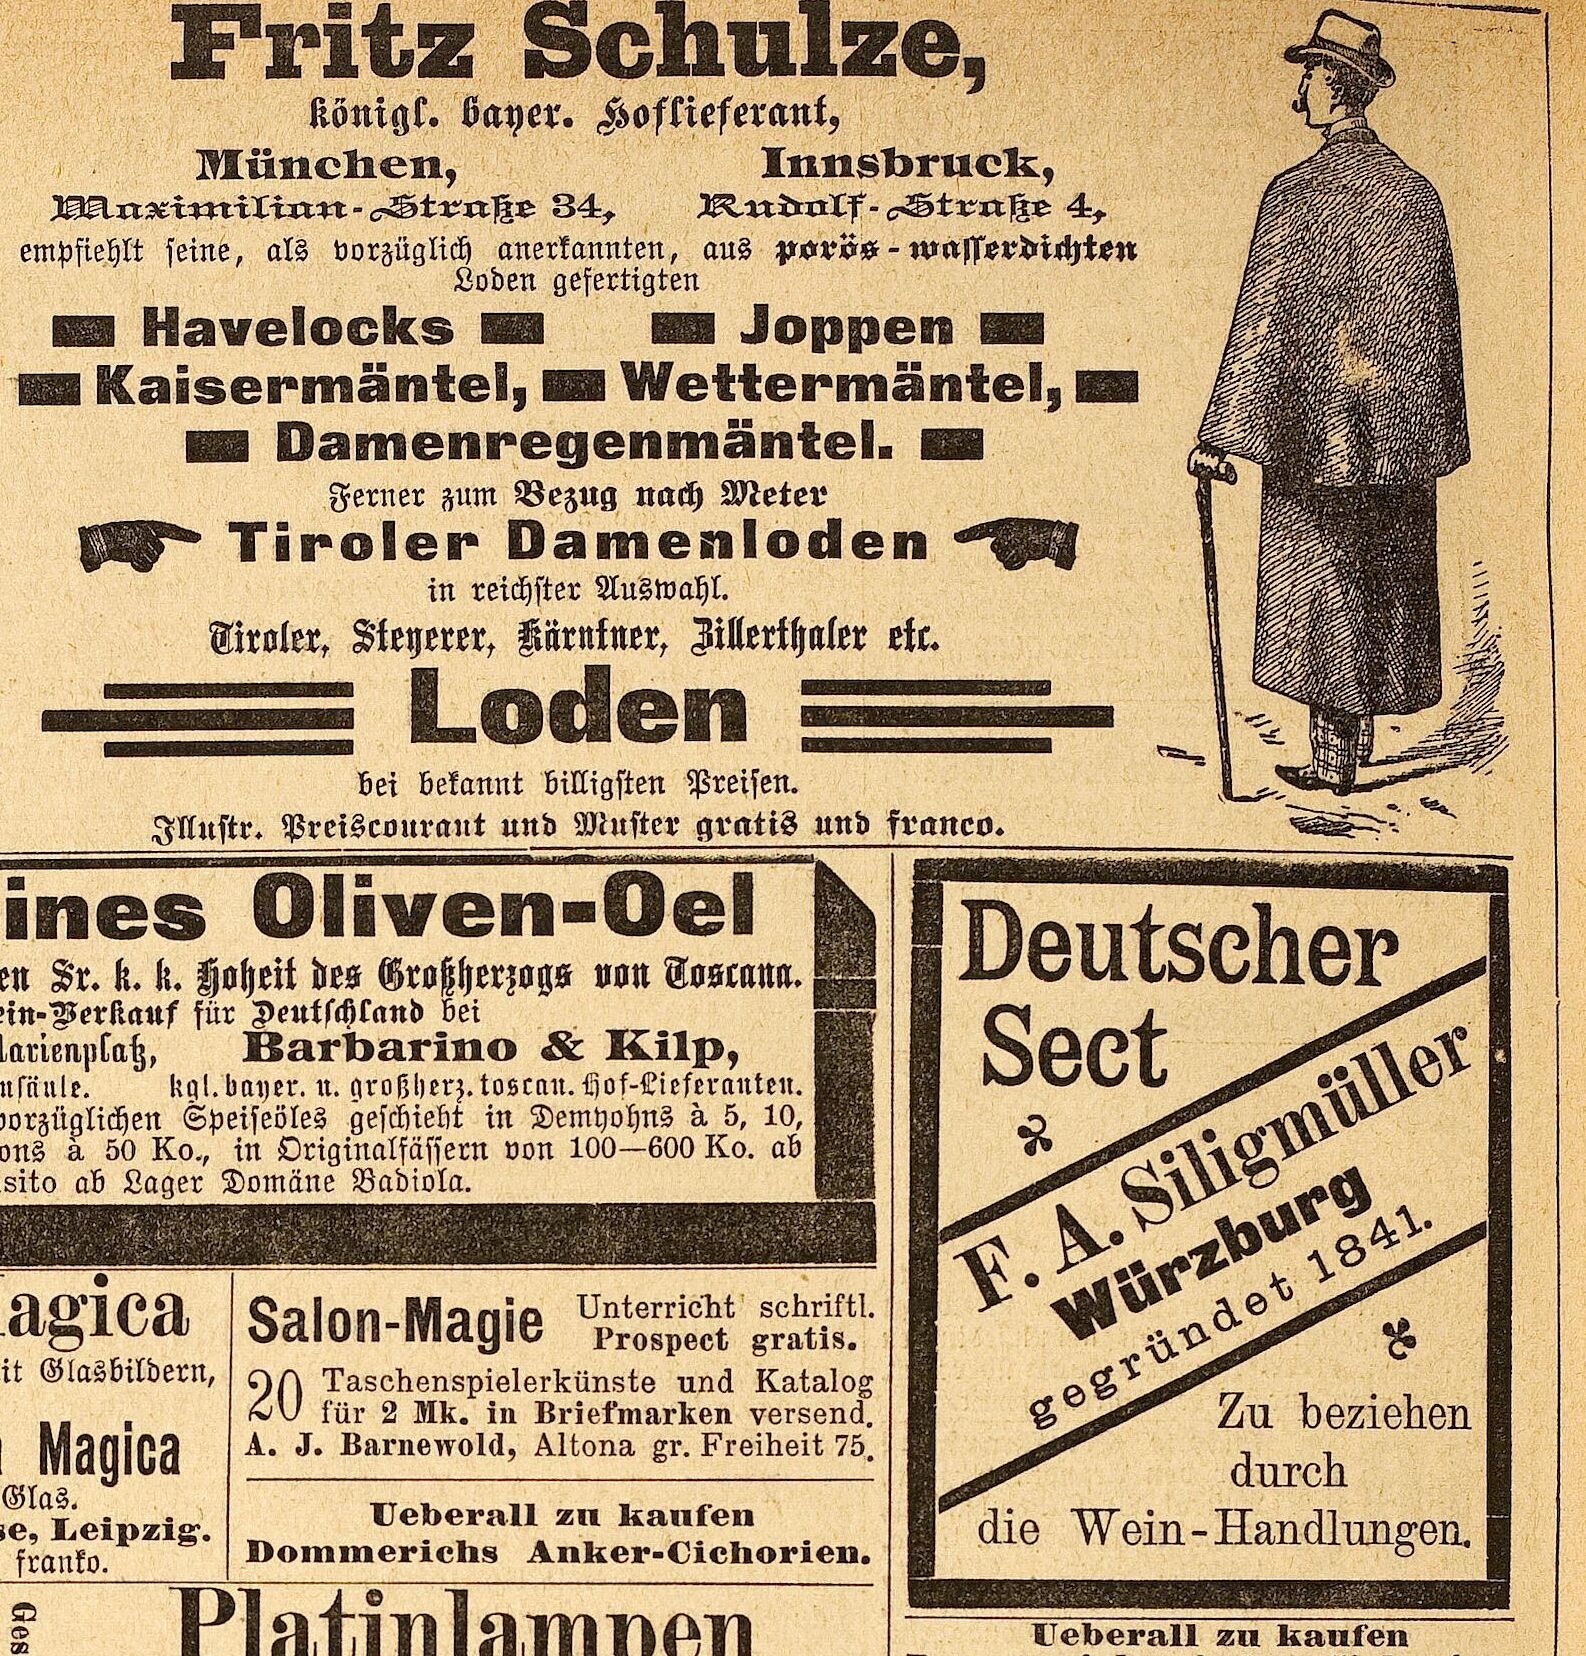 Fritz Schulze,
königl. bayer. Hoflieferant,
München, Innsbruck,
Maximilian-Straße 34, Rudolf-Straße 4,
empfiehlt seine, als vorzüglich anerkannten, aus porös-wasserdichten
Loden gefertigten
Havelocks Joppen
Kaisermäntel, Wettermäntel,
Damenregenmäntel.
Ferner zum Bezug nach Meter
Tiroler Damenloden
in reichster Auswahl.
Tiroler, Steyerer, Kärntner, Zillerthaler etc.
Loden
bei bekannt billigsten Preisen.
Illustr. Preiscourant und Muster gratis und franco.
ines Oliven-Oel
en Sr. k. k. Hoheit des Großherzogs von Toscana.
ein-Verkauf für Deutschland bei
larienplatz, Barbarino & Kilp,
nsäule. kgl. bayer. u. großherz. toscan. Hof-Lieferanten.
vorzüglichen Speiseöles geschieht in Demyohns à 5, 10,
ons à 50 Ko., in Originalfässern von 100—600 Ko. ab
sito ab Lager Domäne Badiola.
Deutscher
Sect
F. A. Siligmüller
Würzburg
gegründet 1841.
Zu beziehen
durch
die Wein-Handlungen.
agica
it Glasbildern,
Magica
Glas.
se, Leipzig.
franko.
Salon-Magie Unterricht schriftl.
Prospect gratis.
20 Taschenspielerkünste und Katalog
für 2 Mk. in Briefmarken versend.
A. J. Barnewold, Altona gr. Freiheit 75.
Ueberall zu kaufen
Dommerichs Anker-Cichorien.
Ges
Platinlampen
Ueberall zu kaufen